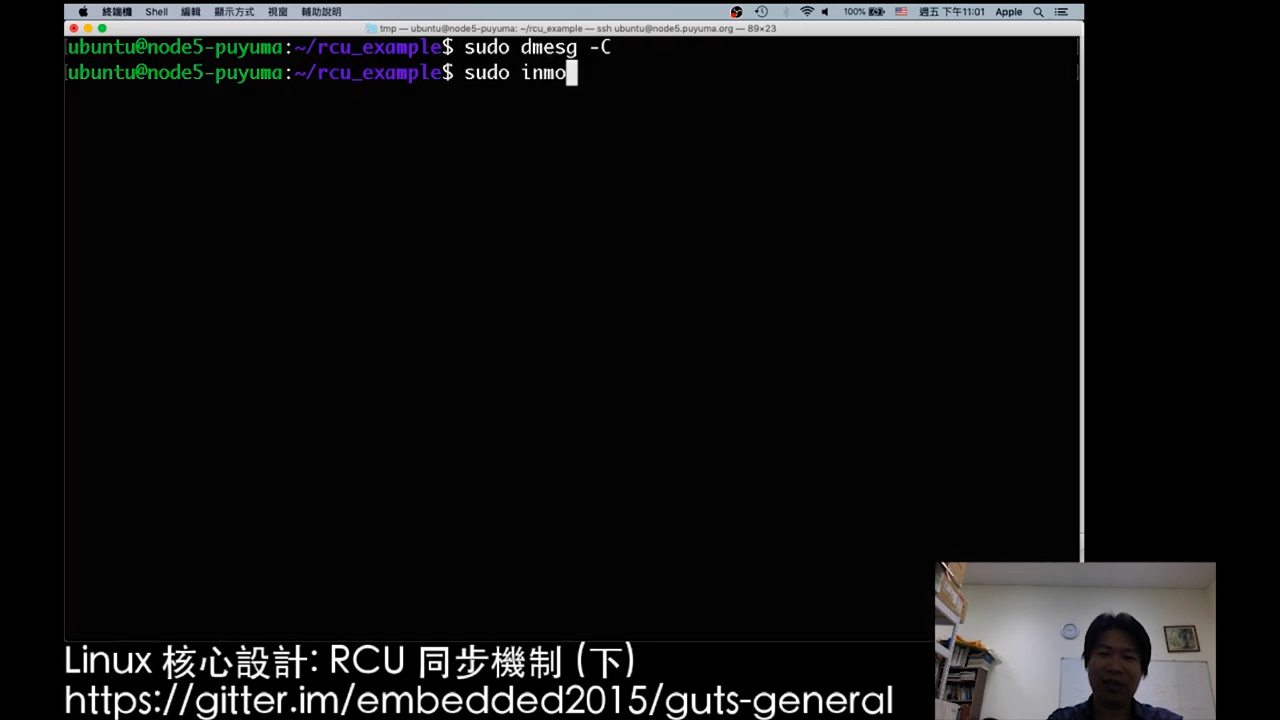 終端機 Shell 編輯 顯示方式 視窗 輔助說明 100% 週五 下午11:01 Apple
tmp — ubuntu@node5-puyuma: ~/rcu_example — ssh ubuntu@node5.puyuma.org — 89×23
ubuntu@node5-puyuma:~/rcu_example$ sudo dmesg -C
ubuntu@node5-puyuma:~/rcu_example$ sudo inmo
Linux 核心設計: RCU 同步機制 (下)
https://gitter.im/embedded2015/guts-general